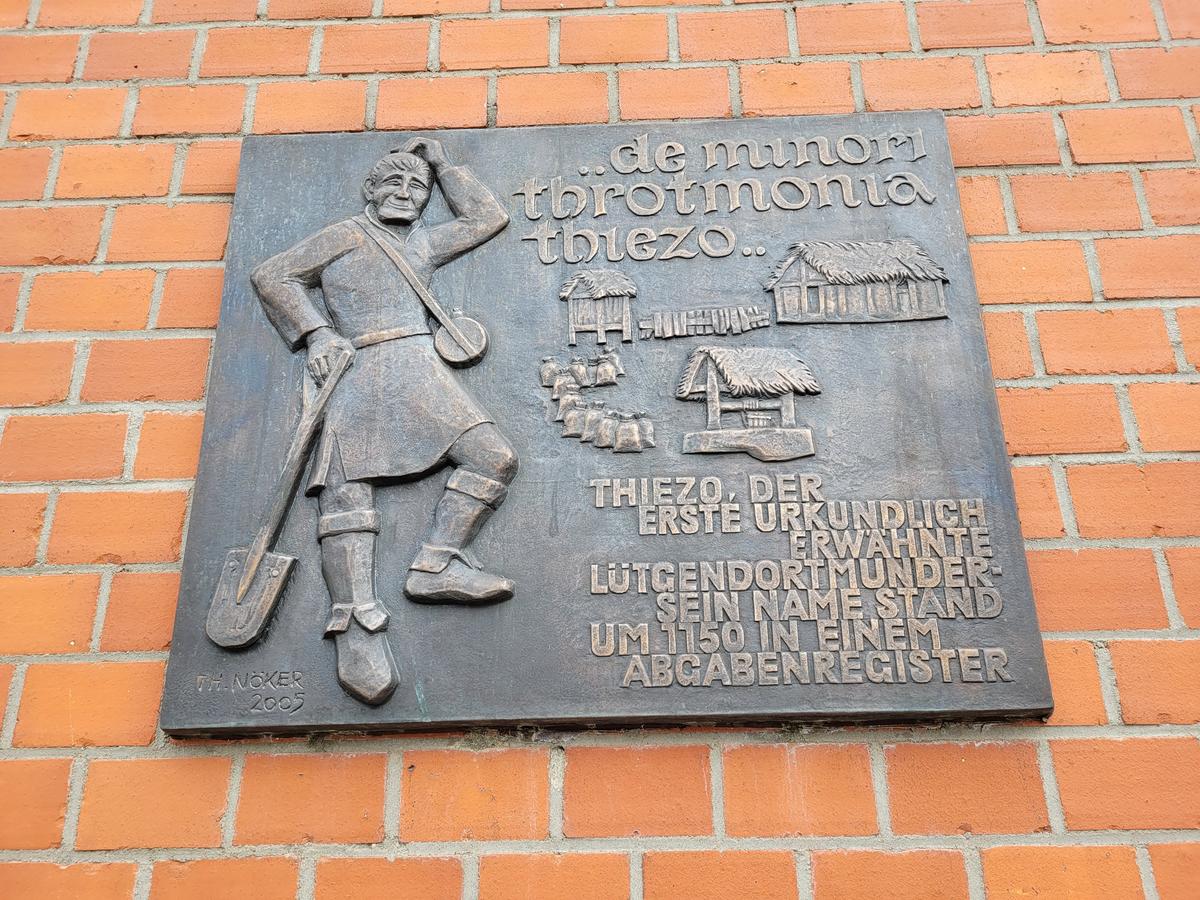 ..de minori
throtmonia
thiezo..
THIEZO, DER
ERSTE URKUNDLICH
ERWÄHNTE
LÜTGENDORTMUNDER-
SEIN NAME STAND
UM 1150 IN EINEM
ABGABENREGISTER
TH. NÖKER
2005